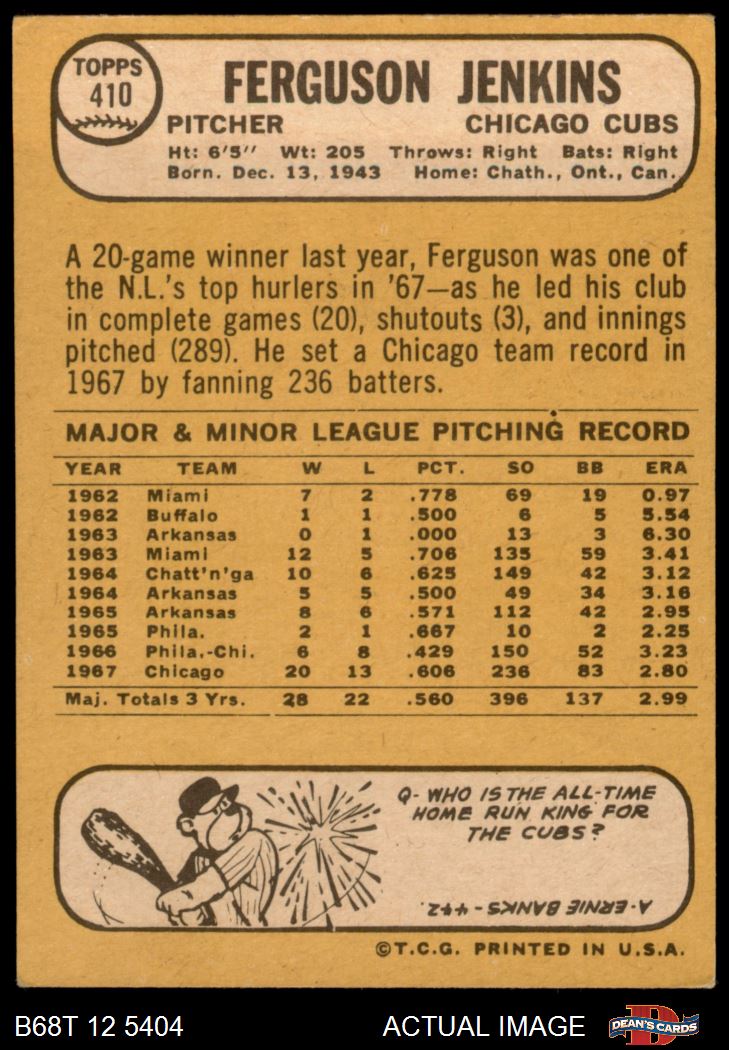 TOPPS
410
FERGUSON JENKINS
PITCHER CHICAGO CUBS
Ht: 6'5" Wt: 205 Throws: Right Bats: Right
Born. Dec. 13, 1943 Home: Chath., Ont., Can.
A 20-game winner last year, Ferguson was one of
the N.L.'s top hurlers in '67—as he led his club
in complete games (20), shutouts (3), and innings
pitched (289). He set a Chicago team record in
1967 by fanning 236 batters.
MAJOR & MINOR LEAGUE PITCHING RECORD
YEAR TEAM W L PCT. SO BB ERA
1962 Miami 7 2 .778 69 19 0.97
1962 Buffalo 1 1 .500 6 5 5.54
1963 Arkansas 0 1 .000 13 3 6.30
1963 Miami 12 5 .706 135 59 3.41
1964 Chatt'n'ga 10 6 .625 149 42 3.12
1964 Arkansas 5 5 .500 49 34 3.16
1965 Arkansas 8 6 .571 112 42 2.95
1965 Phila. 2 1 .667 10 2 2.25
1966 Phila.-Chi. 6 8 .429 150 52 3.23
1967 Chicago 20 13 .606 236 83 2.80
Maj. Totals 3 Yrs. 28 22 .560 396 137 2.99
Q- WHO IS THE ALL-TIME
HOME RUN KING FOR
THE CUBS?
A- ERNIE BANKS - 442.
©T.C.G. PRINTED IN U.S.A.
B68T 12 5404 ACTUAL IMAGE
D
DEAN'S CARDS